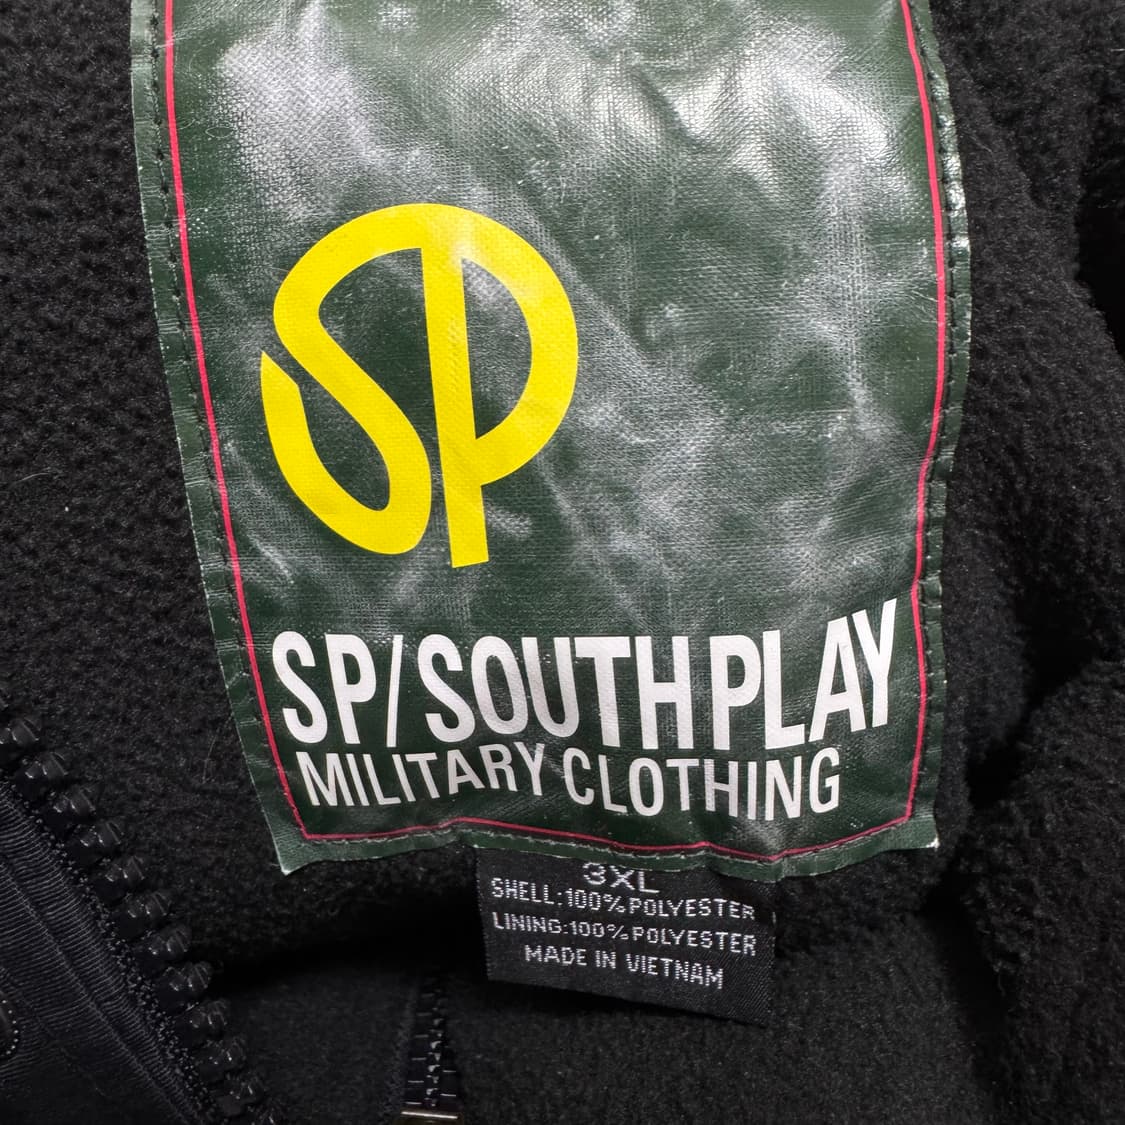 SP
SP/SOUTH PLAY
MILITARY CLOTHING
3XL
SHELL:100%POLYESTER
LINING:100%POLYESTER
MADE IN VIETNAM